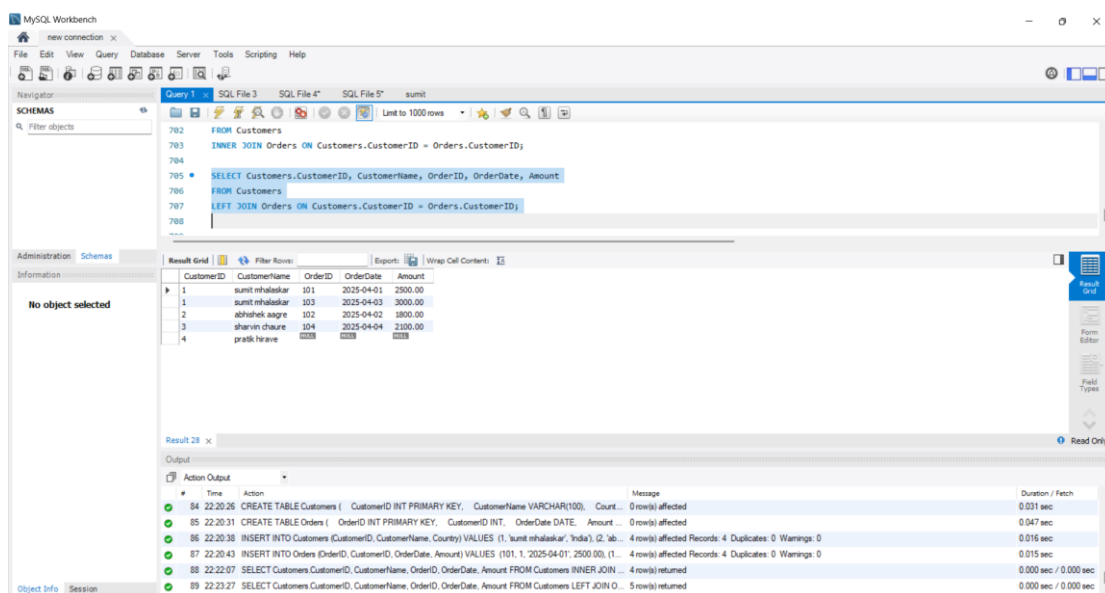 MySQL Workbench
new connection ×
File Edit View Query Database Server Tools Scripting Help
Navigator
SCHEMAS
Filter objects
Query 1 × SQL File 3 SQL File 4* SQL File 5* sumit
Limit to 1000 rows
702 FROM Customers
703 INNER JOIN Orders ON Customers.CustomerID = Orders.CustomerID;
704
705 SELECT Customers.CustomerID, CustomerName, OrderID, OrderDate, Amount
706 FROM Customers
707 LEFT JOIN Orders ON Customers.CustomerID = Orders.CustomerID;
708
Administration Schemas
Information
No object selected
Result Grid Filter Rows: Export: Wrap Cell Content:
CustomerID CustomerName OrderID OrderDate Amount
1 sumit mhalaskar 101 2025-04-01 2500.00
1 sumit mhalaskar 103 2025-04-03 3000.00
2 abhishek aagre 102 2025-04-02 1800.00
3 sharvin chaure 104 2025-04-04 2100.00
4 pratik hirave NULL NULL NULL
Result Grid
Form Editor
Field Types
Result 28 ×
Read Only
Output
Action Output
# Time Action Message Duration / Fetch
84 22:20:26 CREATE TABLE Customers ( CustomerID INT PRIMARY KEY, CustomerName VARCHAR(100), Count... 0 row(s) affected 0.031 sec
85 22:20:31 CREATE TABLE Orders ( OrderID INT PRIMARY KEY, CustomerID INT, OrderDate DATE, Amount ... 0 row(s) affected 0.047 sec
86 22:20:38 INSERT INTO Customers (CustomerID, CustomerName, Country) VALUES (1, 'sumit mhalaskar', 'India'), (2, 'ab... 4 row(s) affected Records: 4 Duplicates: 0 Warnings: 0 0.016 sec
87 22:20:43 INSERT INTO Orders (OrderID, CustomerID, OrderDate, Amount) VALUES (101, 1, '2025-04-01', 2500.00), (1... 4 row(s) affected Records: 4 Duplicates: 0 Warnings: 0 0.015 sec
88 22:22:07 SELECT Customers.CustomerID, CustomerName, OrderID, OrderDate, Amount FROM Customers INNER JOIN ... 4 row(s) returned 0.000 sec / 0.000 sec
89 22:23:27 SELECT Customers.CustomerID, CustomerName, OrderID, OrderDate, Amount FROM Customers LEFT JOIN O... 5 row(s) returned 0.000 sec / 0.000 sec
Object Info Session